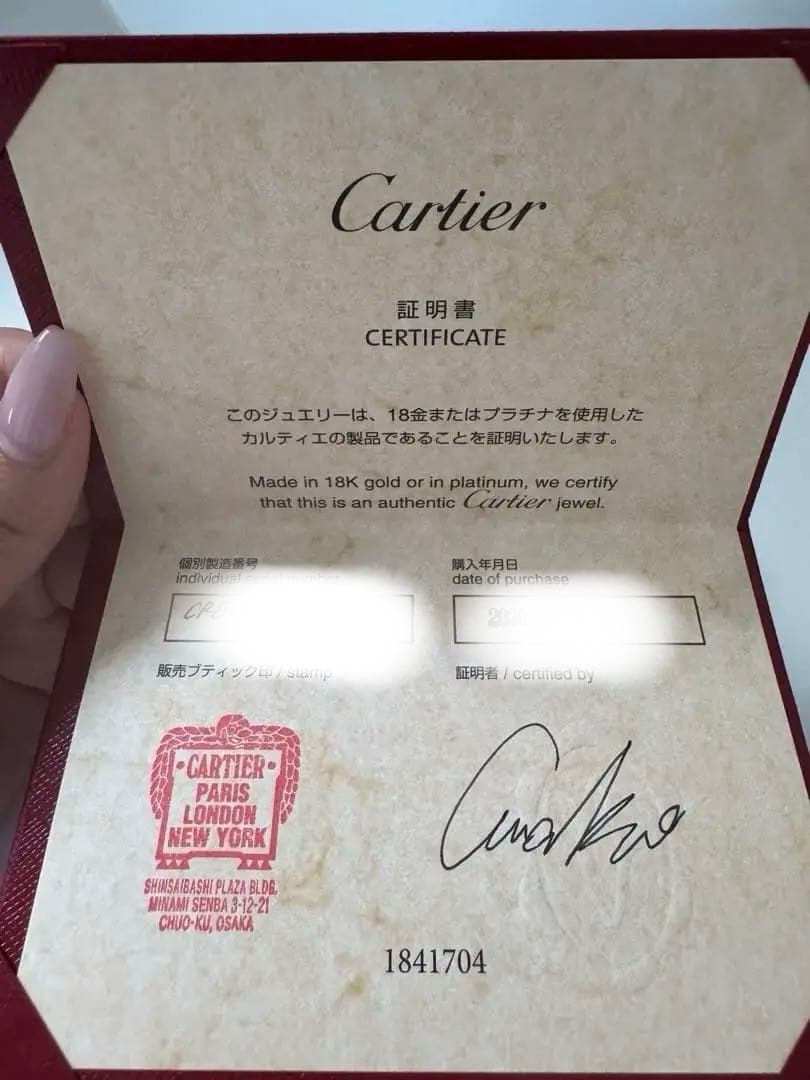 Cartier
証明書
CERTIFICATE
このジュエリーは、18金またはプラチナを使用した
カルティエの製品であることを証明いたします。
Made in 18K gold or in platinum, we certify
that this is an authentic Cartier jewel.
個別製造番号
individual
購入年月日
date of purchase
販売ブティック印 / stamp
証明者 / certified by
CARTIER
PARIS
LONDON
NEW YORK
SHINSAIBASHI PLAZA BLDG.
MINAMI SENBA 3-12-21
CHUO-KU, OSAKA
1841704